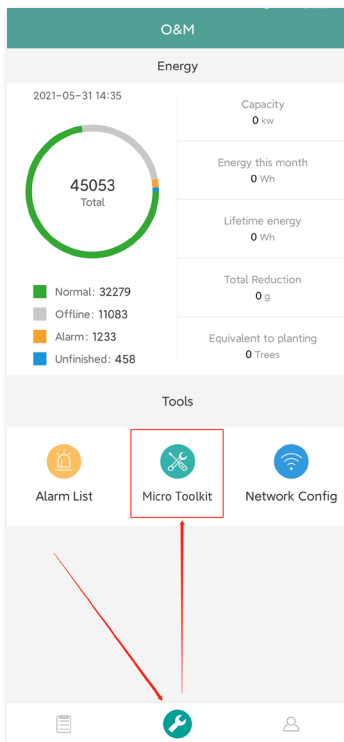 O&M
Energy
2021-05-31 14:35
45053
Total
Normal: 32279
Offline: 11083
Alarm: 1233
Unfinished: 458
Capacity
0 kw
Energy this month
0 Wh
Lifetime energy
0 Wh
Total Reduction
0 g
Equivalent to planting
0 Trees
Tools
Alarm List
Micro Toolkit
Network Config